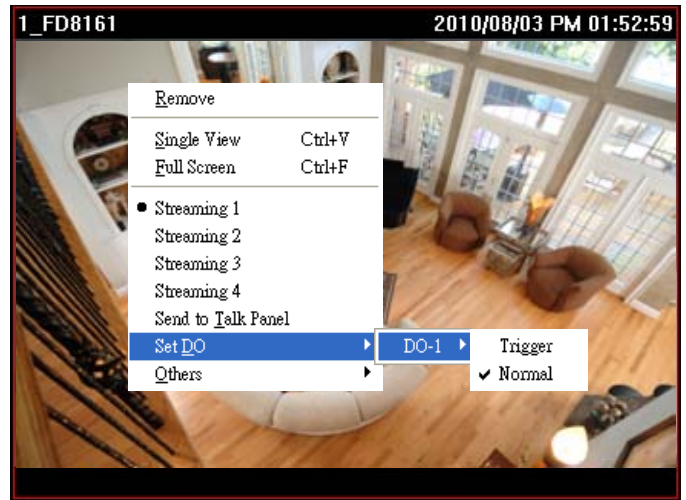 1_FD8161 2010/08/03 PM 01:52:59
Remove
Single View Ctrl+V
Full Screen Ctrl+F
Streaming 1
Streaming 2
Streaming 3
Streaming 4
Send to Talk Panel
Set DO DO-1 Trigger
Others Normal